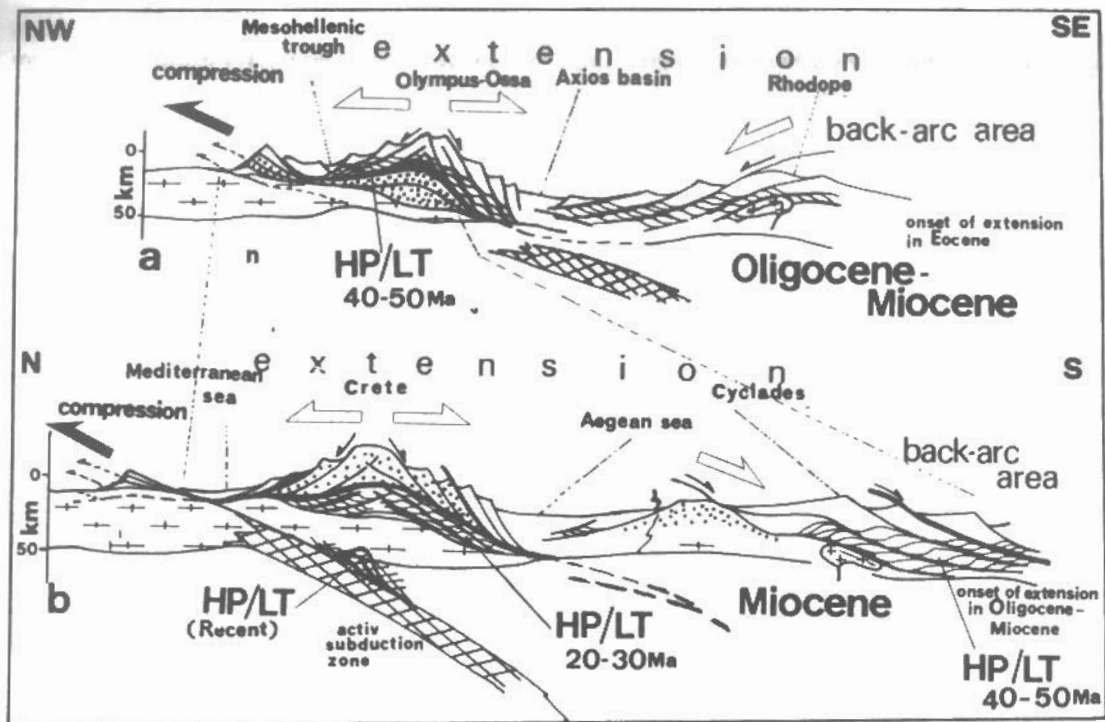 NW
SE
Mesohellenic
trough
extension
compression
Olympus-Ossa
Axios basin
Rhodope
back-arc area
0
km
50
onset of extension
in Eocene
a
n
HP/LT
40-50Ma
Oligocene-
Miocene
N
extension
S
Mediterranean
sea
Crete
Cyclades
compression
Aegean sea
back-arc
area
0
km
50
b
HP/LT
(Recent)
activ
subduction
zone
HP/LT
20-30Ma
Miocene
onset of extension
in Oligocene-
Miocene
HP/LT
40-50Ma